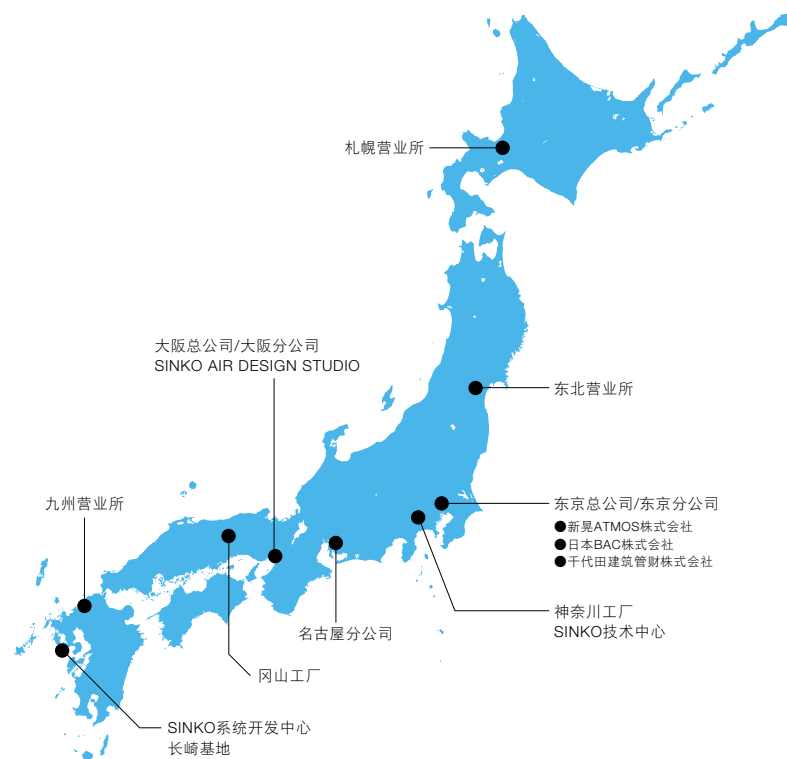 札幌营业所
大阪总公司/大阪分公司
SINKO AIR DESIGN STUDIO
东北营业所
九州营业所
东京总公司/东京分公司
●新晃ATMOS株式会社
●日本BAC株式会社
●千代田建筑管财株式会社
神奈川工厂
SINKO技术中心
名古屋分公司
冈山工厂
SINKO系统开发中心
长崎基地